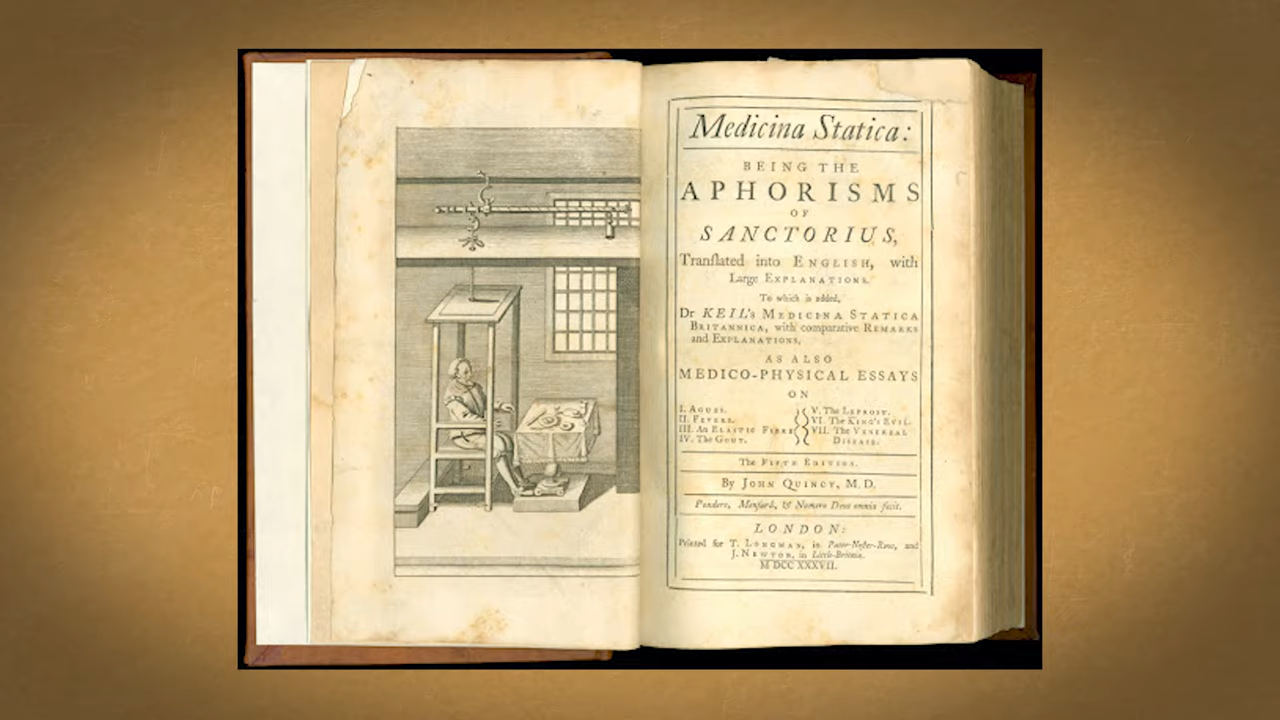 Medicina Statica:
BEING THE
APHORISMS
OF
SANCTORIUS,
Tranſlated into ENGLISH, with
Large EXPLANATIONS.
To which is added,
Dr KEIL's MEDICINA STATICA
BRITANNICA, with comparative REMARKS
and EXPLANATIONS.
AS ALSO
MEDICO-PHYSICAL ESSAYS
ON
I. AGUES.
II. FEVERS.
III. AN ELASTIC FIBRE
IV. The GOUT.
V. The LEPROSY.
VI. The KING'S EVIL.
VII. The VENEREAL
DISEASE.
The FIFTH EDITION.
By JOHN QUINCY, M. D.
Pondere, Menſurâ, & Numero Deus omnia fecit.
LONDON:
Printed for T. LONGMAN, in Pater-Noſter-Row, and
J. NEWTON, in Little-Britain.
M DCC XXXVII.